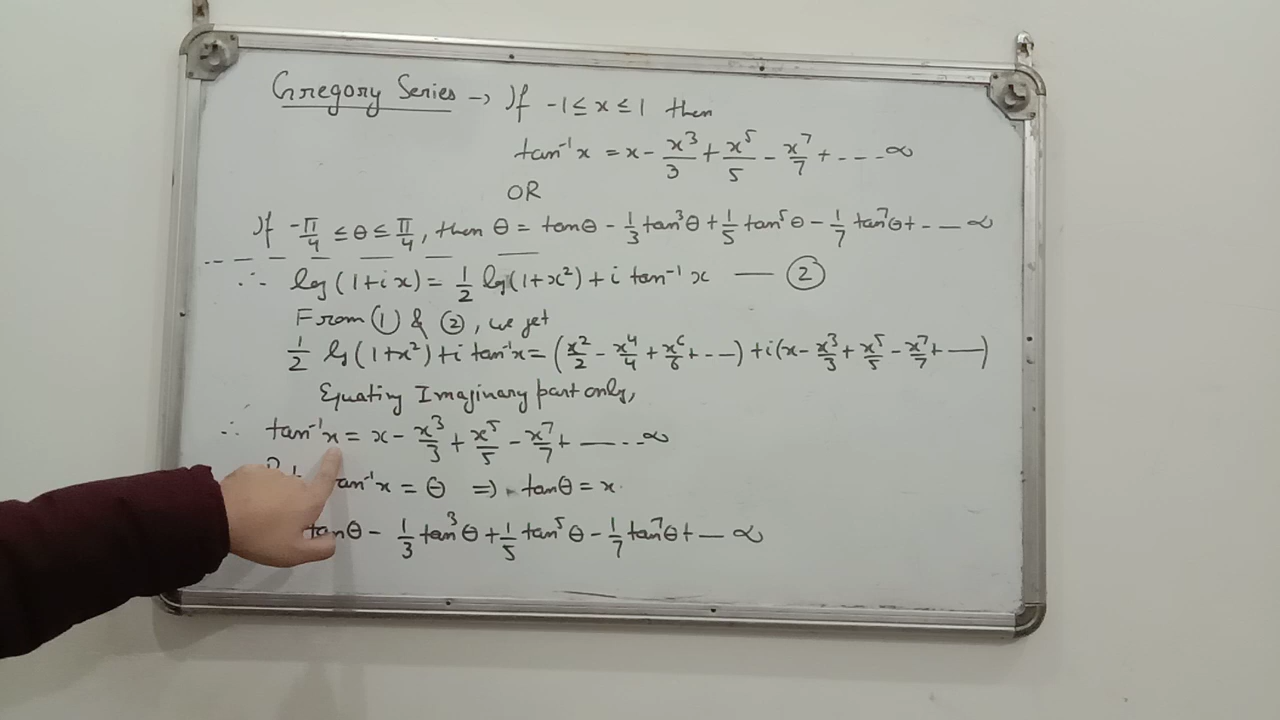 Gregory Series → If -1 ≤ x ≤ 1 then
tan⁻¹x = x - x³/3 + x⁵/5 - x⁷/7 + - - - ∞
OR
If -π/4 ≤ θ ≤ π/4, then θ = tanθ - 1/3 tan³θ + 1/5 tan⁵θ - 1/7 tan⁷θ + - — ∞
∴ log(1+ix) = 1/2 log(1+x²) + i tan⁻¹x — ②
From ① & ②, we get
1/2 log(1+x²) + i tan⁻¹x = (x²/2 - x⁴/4 + x⁶/6 + - - -) + i(x - x³/3 + x⁵/5 - x⁷/7 + —)
Equating Imaginary part only,
∴ tan⁻¹x = x - x³/3 + x⁵/5 - x⁷/7 + — - - - ∞
tan⁻¹x = θ ⇒ tanθ = x
tanθ - 1/3 tan³θ + 1/5 tan⁵θ - 1/7 tan⁷θ + — ∞